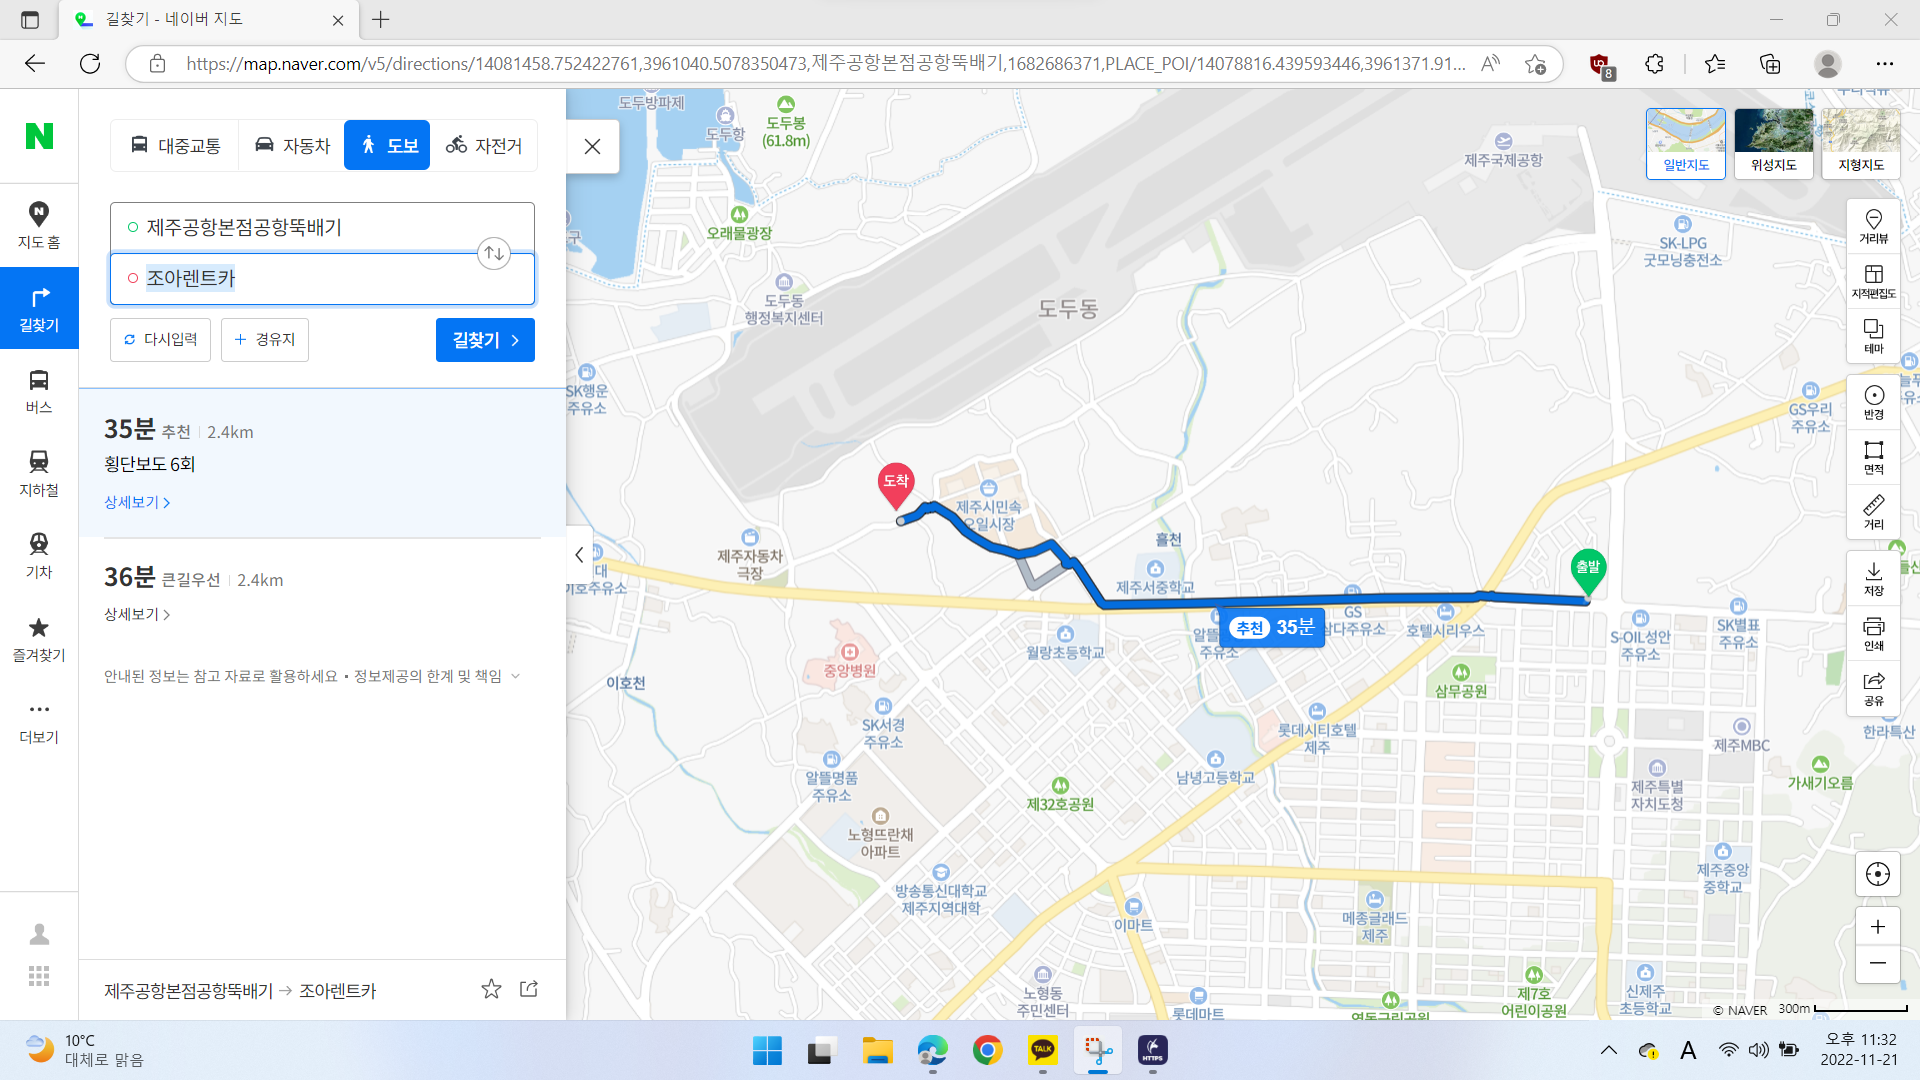 길찾기 - 네이버 지도
https://map.naver.com/v5/directions/14081458.752422761,3961040.5078350473,제주공항본점공항뚝배기,1682686371,PLACE_POI/14078816.439593446,3961371.91...
8
N
지도 홈
길찾기
버스
지하철
기차
즐겨찾기
더보기
대중교통
자동차
도보
자전거
제주공항본점공항뚝배기
조아렌트카
다시입력
경유지
길찾기
35분 추천 2.4km
횡단보도 6회
상세보기
36분 큰길우선 2.4km
상세보기
안내된 정보는 참고 자료로 활용하세요 • 정보제공의 한계 및 책임
제주공항본점공항뚝배기 → 조아렌트카
도두방파제
도두항
도두봉
(61.8m)
제주국제공항
오래물광장
도두동
행정복지센터
도두동
SK-LPG
굿모닝충전소
SK행운
주유소
GS우리
주유소
도착
제주시민속
오일시장
제주자동차
극장
흘천
제주서중학교
출발
추천 35분
GS
삼다주유소
호텔시리우스
S-OIL성안
주유소
SK별표
주유소
월랑초등학교
중앙병원
이호천
삼무공원
SK서경
주유소
롯데시티호텔
제주
제주MBC
한라특산
알뜰명품
주유소
남녕고등학교
제주특별
자치도청
가새기오름
제32호공원
노형뜨란채
아파트
방송통신대학교
제주지역대학
이마트
메종글래드
제주
제주중앙
중학교
노형동
주민센터
롯데마트
제7호
어린이공원
신제주
초등학교
일반지도
위성지도
지형지도
거리뷰
지적편집도
테마
반경
면적
거리
저장
인쇄
공유
© NAVER 300m
10°C
대체로 맑음
TALK
HTTPS
A
오후 11:32
2022-11-21